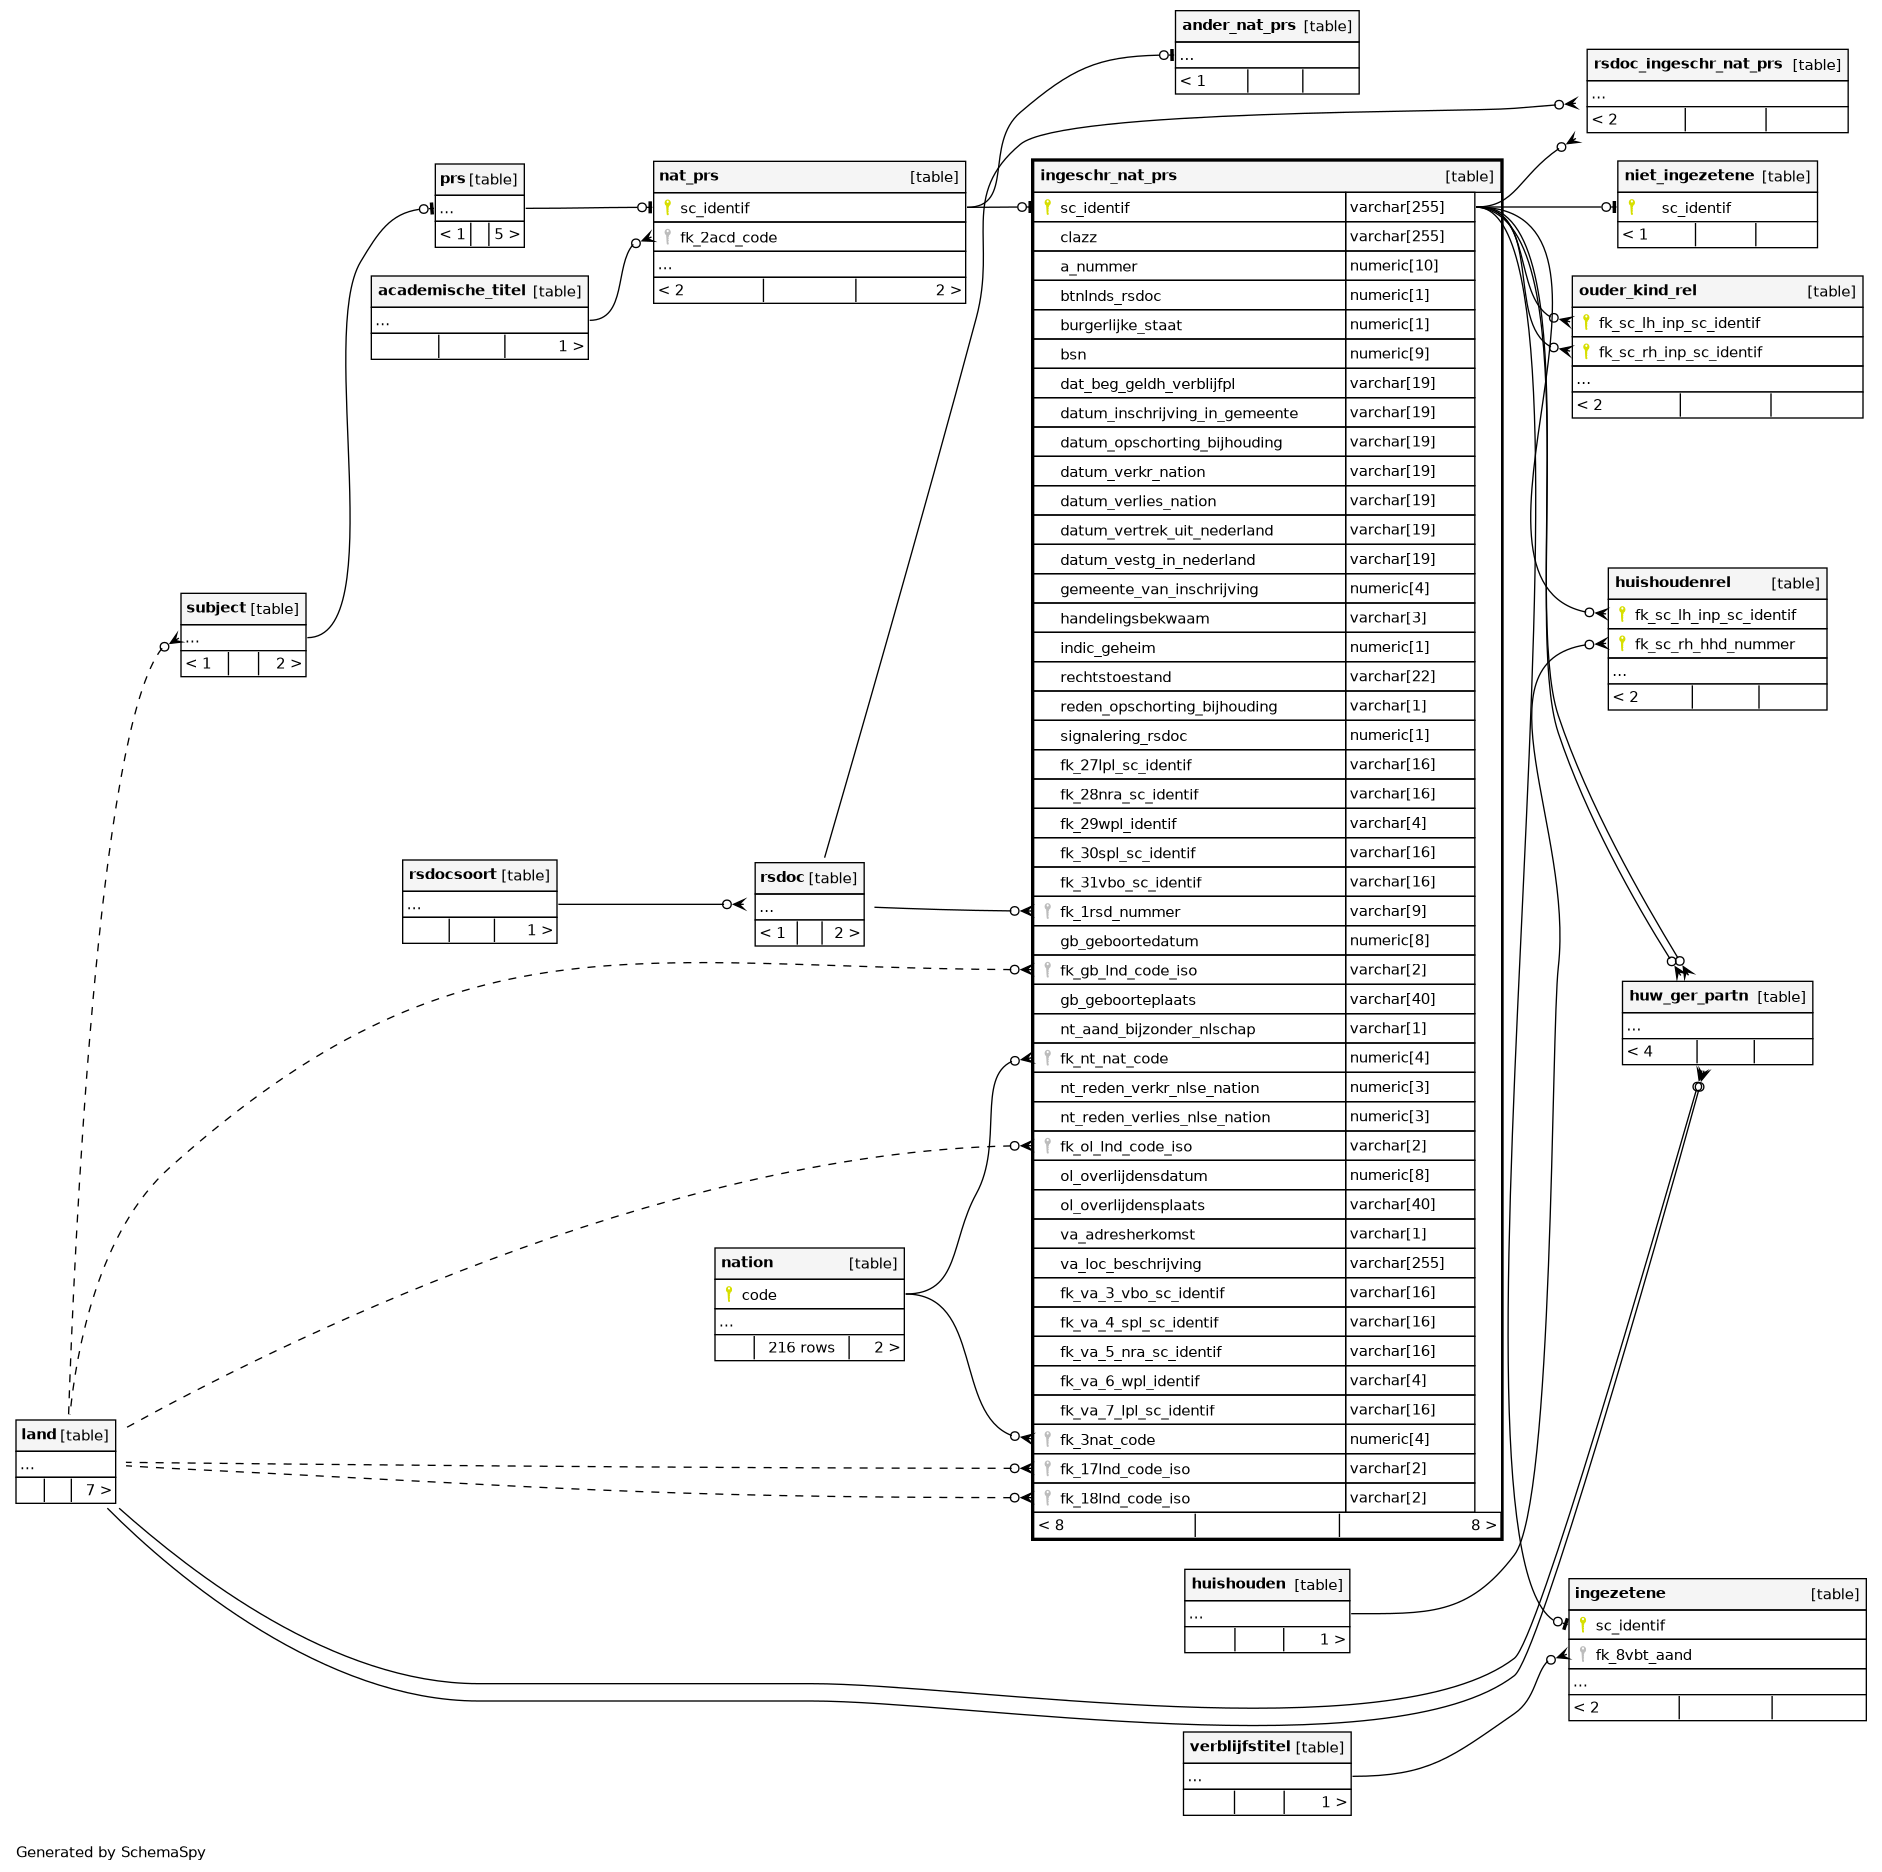 ander_nat_prs [table]
...
< 1
rsdoc_ingeschr_nat_prs [table]
...
< 2
prs [table]
...
< 1 5 >
nat_prs [table]
sc_identif
fk_2acd_code
...
< 2 2 >
academische_titel [table]
...
1 >
niet_ingezetene [table]
sc_identif
< 1
ouder_kind_rel [table]
fk_sc_lh_inp_sc_identif
fk_sc_rh_inp_sc_identif
...
< 2
ingeschr_nat_prs [table]
sc_identif varchar[255]
clazz varchar[255]
a_nummer numeric[10]
btnlnds_rsdoc numeric[1]
burgerlijke_staat numeric[1]
bsn numeric[9]
dat_beg_geldh_verblijfpl varchar[19]
datum_inschrijving_in_gemeente varchar[19]
datum_opschorting_bijhouding varchar[19]
datum_verkr_nation varchar[19]
datum_verlies_nation varchar[19]
datum_vertrek_uit_nederland varchar[19]
datum_vestg_in_nederland varchar[19]
gemeente_van_inschrijving numeric[4]
handelingsbekwaam varchar[3]
indic_geheim numeric[1]
rechtstoestand varchar[22]
reden_opschorting_bijhouding varchar[1]
signalering_rsdoc numeric[1]
fk_27lpl_sc_identif varchar[16]
fk_28nra_sc_identif varchar[16]
fk_29wpl_identif varchar[4]
fk_30spl_sc_identif varchar[16]
fk_31vbo_sc_identif varchar[16]
fk_1rsd_nummer varchar[9]
gb_geboortedatum numeric[8]
fk_gb_lnd_code_iso varchar[2]
gb_geboorteplaats varchar[40]
nt_aand_bijzonder_nlschap varchar[1]
fk_nt_nat_code numeric[4]
nt_reden_verkr_nlse_nation numeric[3]
nt_reden_verlies_nlse_nation numeric[3]
fk_ol_lnd_code_iso varchar[2]
ol_overlijdensdatum numeric[8]
ol_overlijdensplaats varchar[40]
va_adresherkomst varchar[1]
va_loc_beschrijving varchar[255]
fk_va_3_vbo_sc_identif varchar[16]
fk_va_4_spl_sc_identif varchar[16]
fk_va_5_nra_sc_identif varchar[16]
fk_va_6_wpl_identif varchar[4]
fk_va_7_lpl_sc_identif varchar[16]
fk_3nat_code numeric[4]
fk_17lnd_code_iso varchar[2]
fk_18lnd_code_iso varchar[2]
< 8 8 >
subject [table]
...
< 1 2 >
huishoudenrel [table]
fk_sc_lh_inp_sc_identif
fk_sc_rh_hhd_nummer
...
< 2
rsdocsoort [table]
...
1 >
rsdoc [table]
...
< 1 2 >
huw_ger_partn [table]
...
< 4
nation [table]
code
...
216 rows 2 >
land [table]
...
7 >
huishouden [table]
...
1 >
ingezetene [table]
sc_identif
fk_8vbt_aand
...
< 2
verblijfstitel [table]
...
1 >
Generated by SchemaSpy